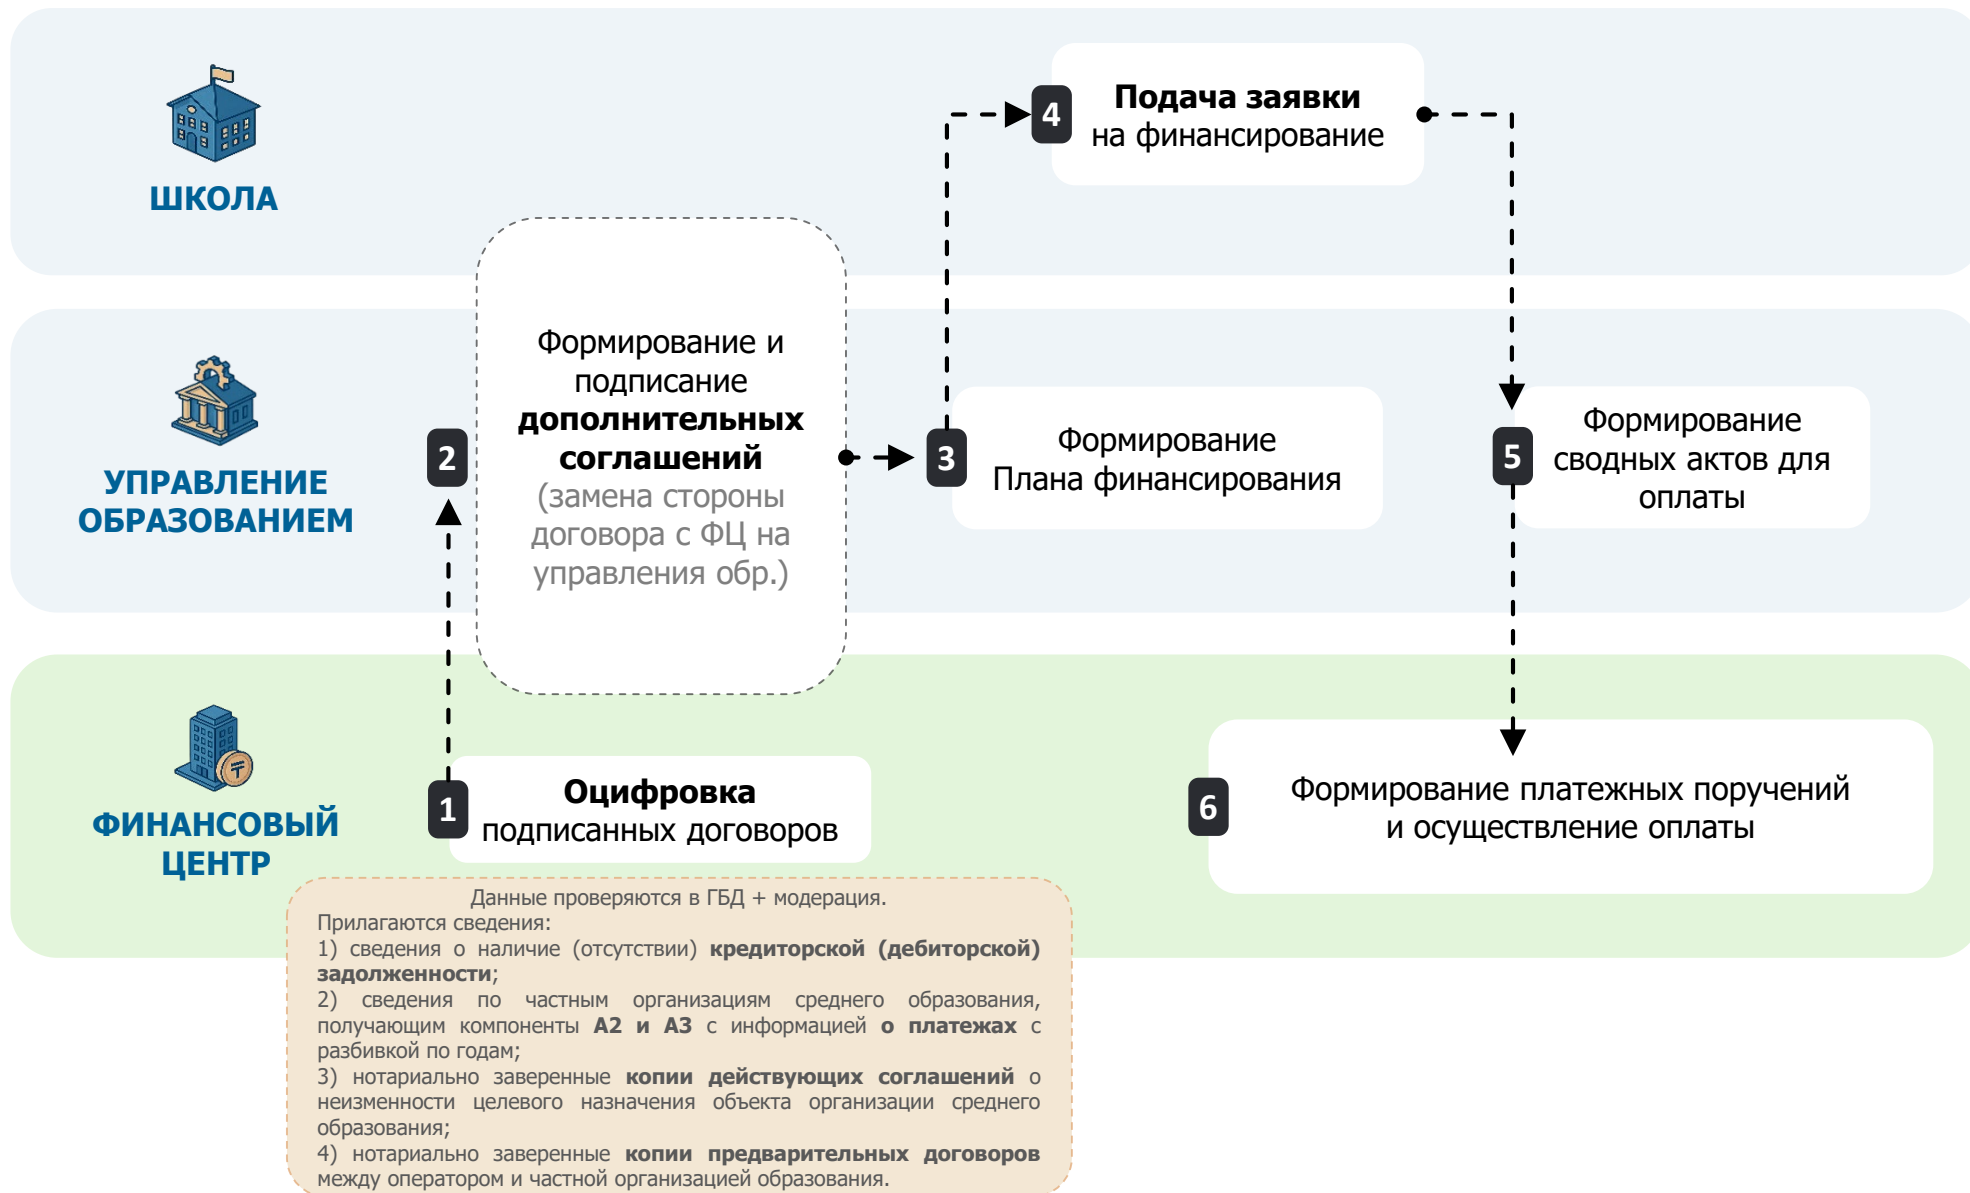 ШКОЛА
4
Подача заявки
на финансирование
УПРАВЛЕНИЕ
ОБРАЗОВАНИЕМ
2
Формирование и
подписание
дополнительных
соглашений
(замена стороны
договора с ФЦ на
управления обр.)
3
Формирование
Плана финансирования
5
Формирование
сводных актов для
оплаты
ФИНАНСОВЫЙ
ЦЕНТР
1
Оцифровка
подписанных договоров
6
Формирование платежных поручений
и осуществление оплаты
Данные проверяются в ГБД + модерация.
Прилагаются сведения:
1) сведения о наличие (отсутствии) кредиторской (дебиторской)
задолженности;
2) сведения по частным организациям среднего образования,
получающим компоненты А2 и А3 с информацией о платежах с
разбивкой по годам;
3) нотариально заверенные копии действующих соглашений о
неизменности целевого назначения объекта организации среднего
образования;
4) нотариально заверенные копии предварительных договоров
между оператором и частной организацией образования.